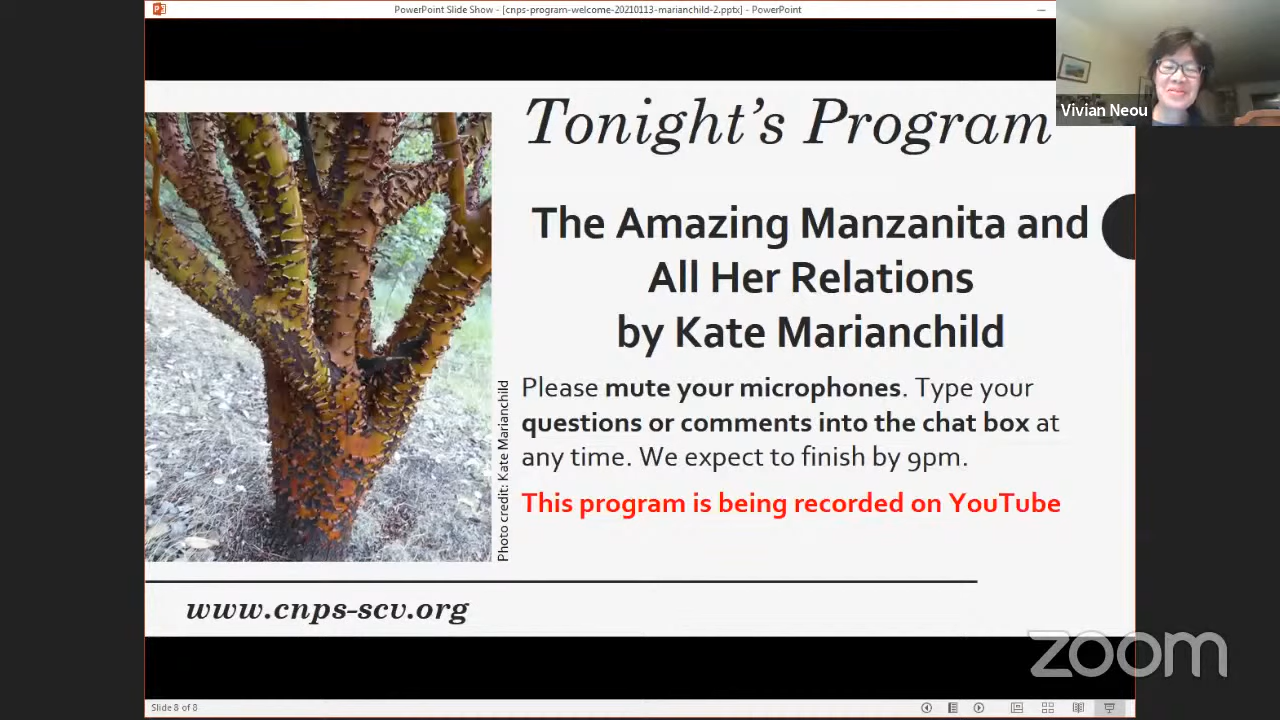 PowerPoint Slide Show - [cnps-program-welcome-20210113-marianchild-2.pptx] - PowerPoint
Vivian Neou
Tonight's Program
The Amazing Manzanita and
All Her Relations
by Kate Marianchild
Please mute your microphones. Type your
questions or comments into the chat box at
any time. We expect to finish by 9pm.
This program is being recorded on YouTube
Photo credit: Kate Marianchild
www.cnps-scv.org
zoom
Slide 8 of 8